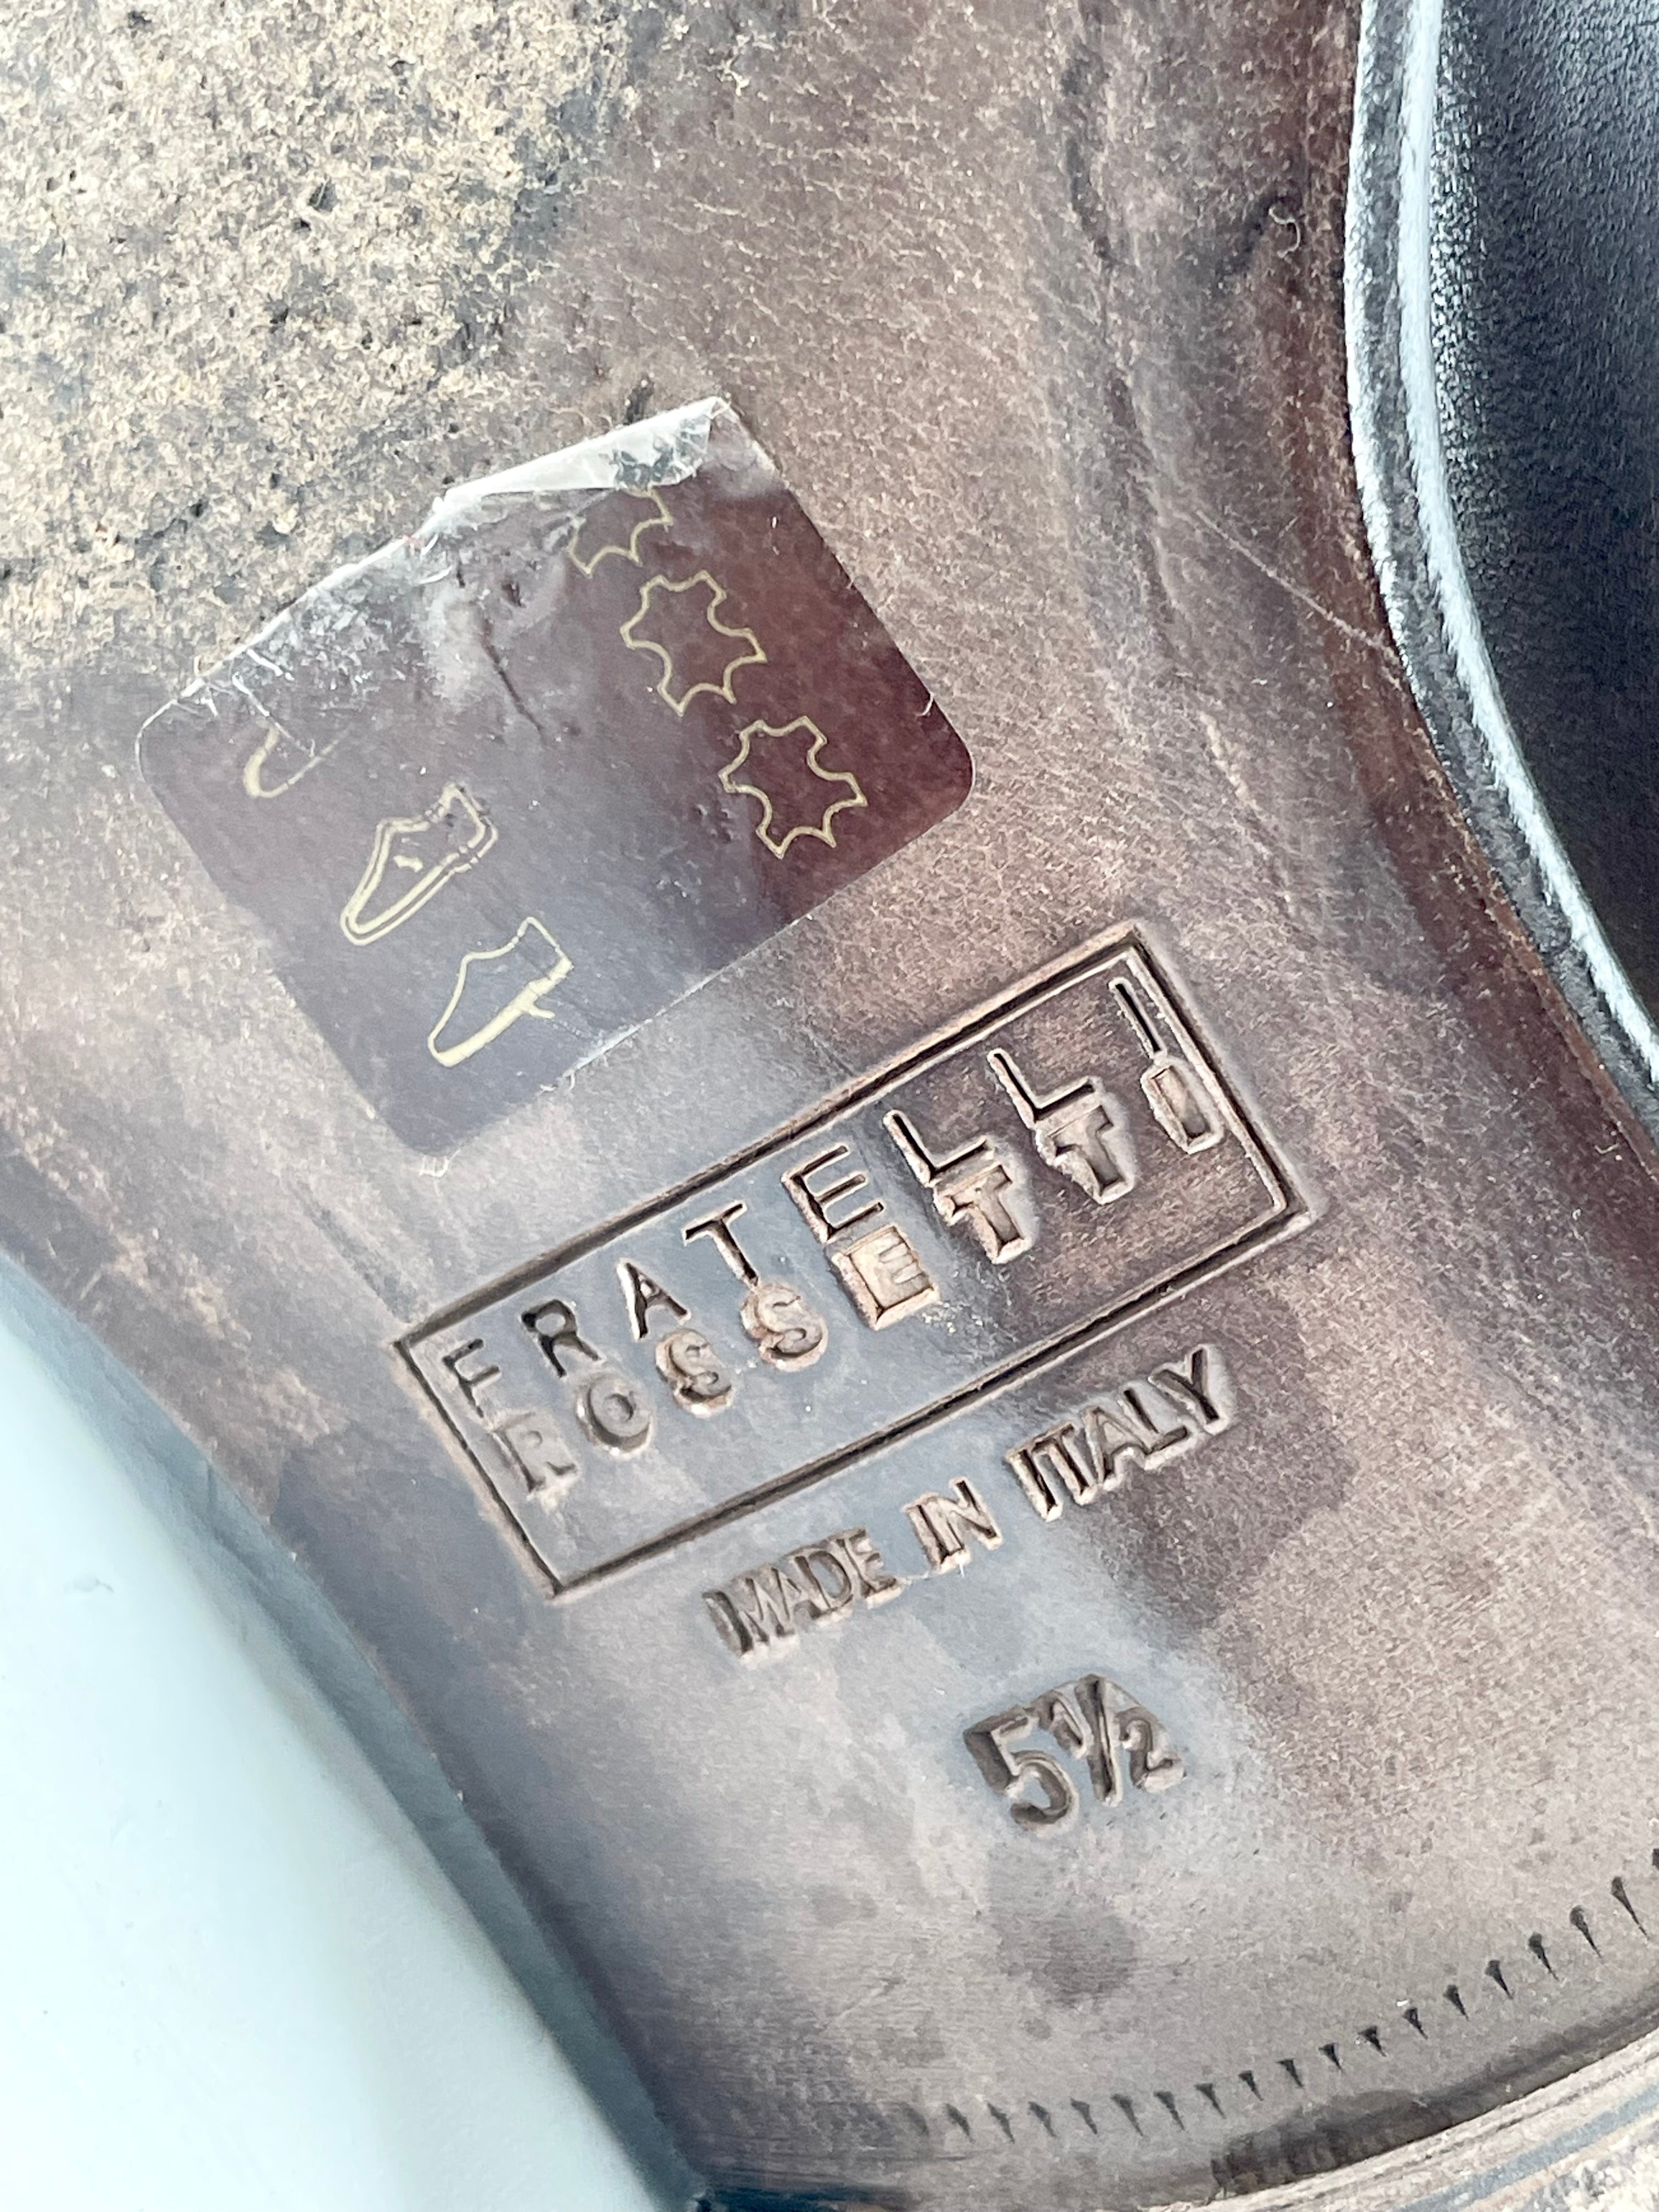 FRATELLI
ROSSETTI
MADE IN ITALY
5½